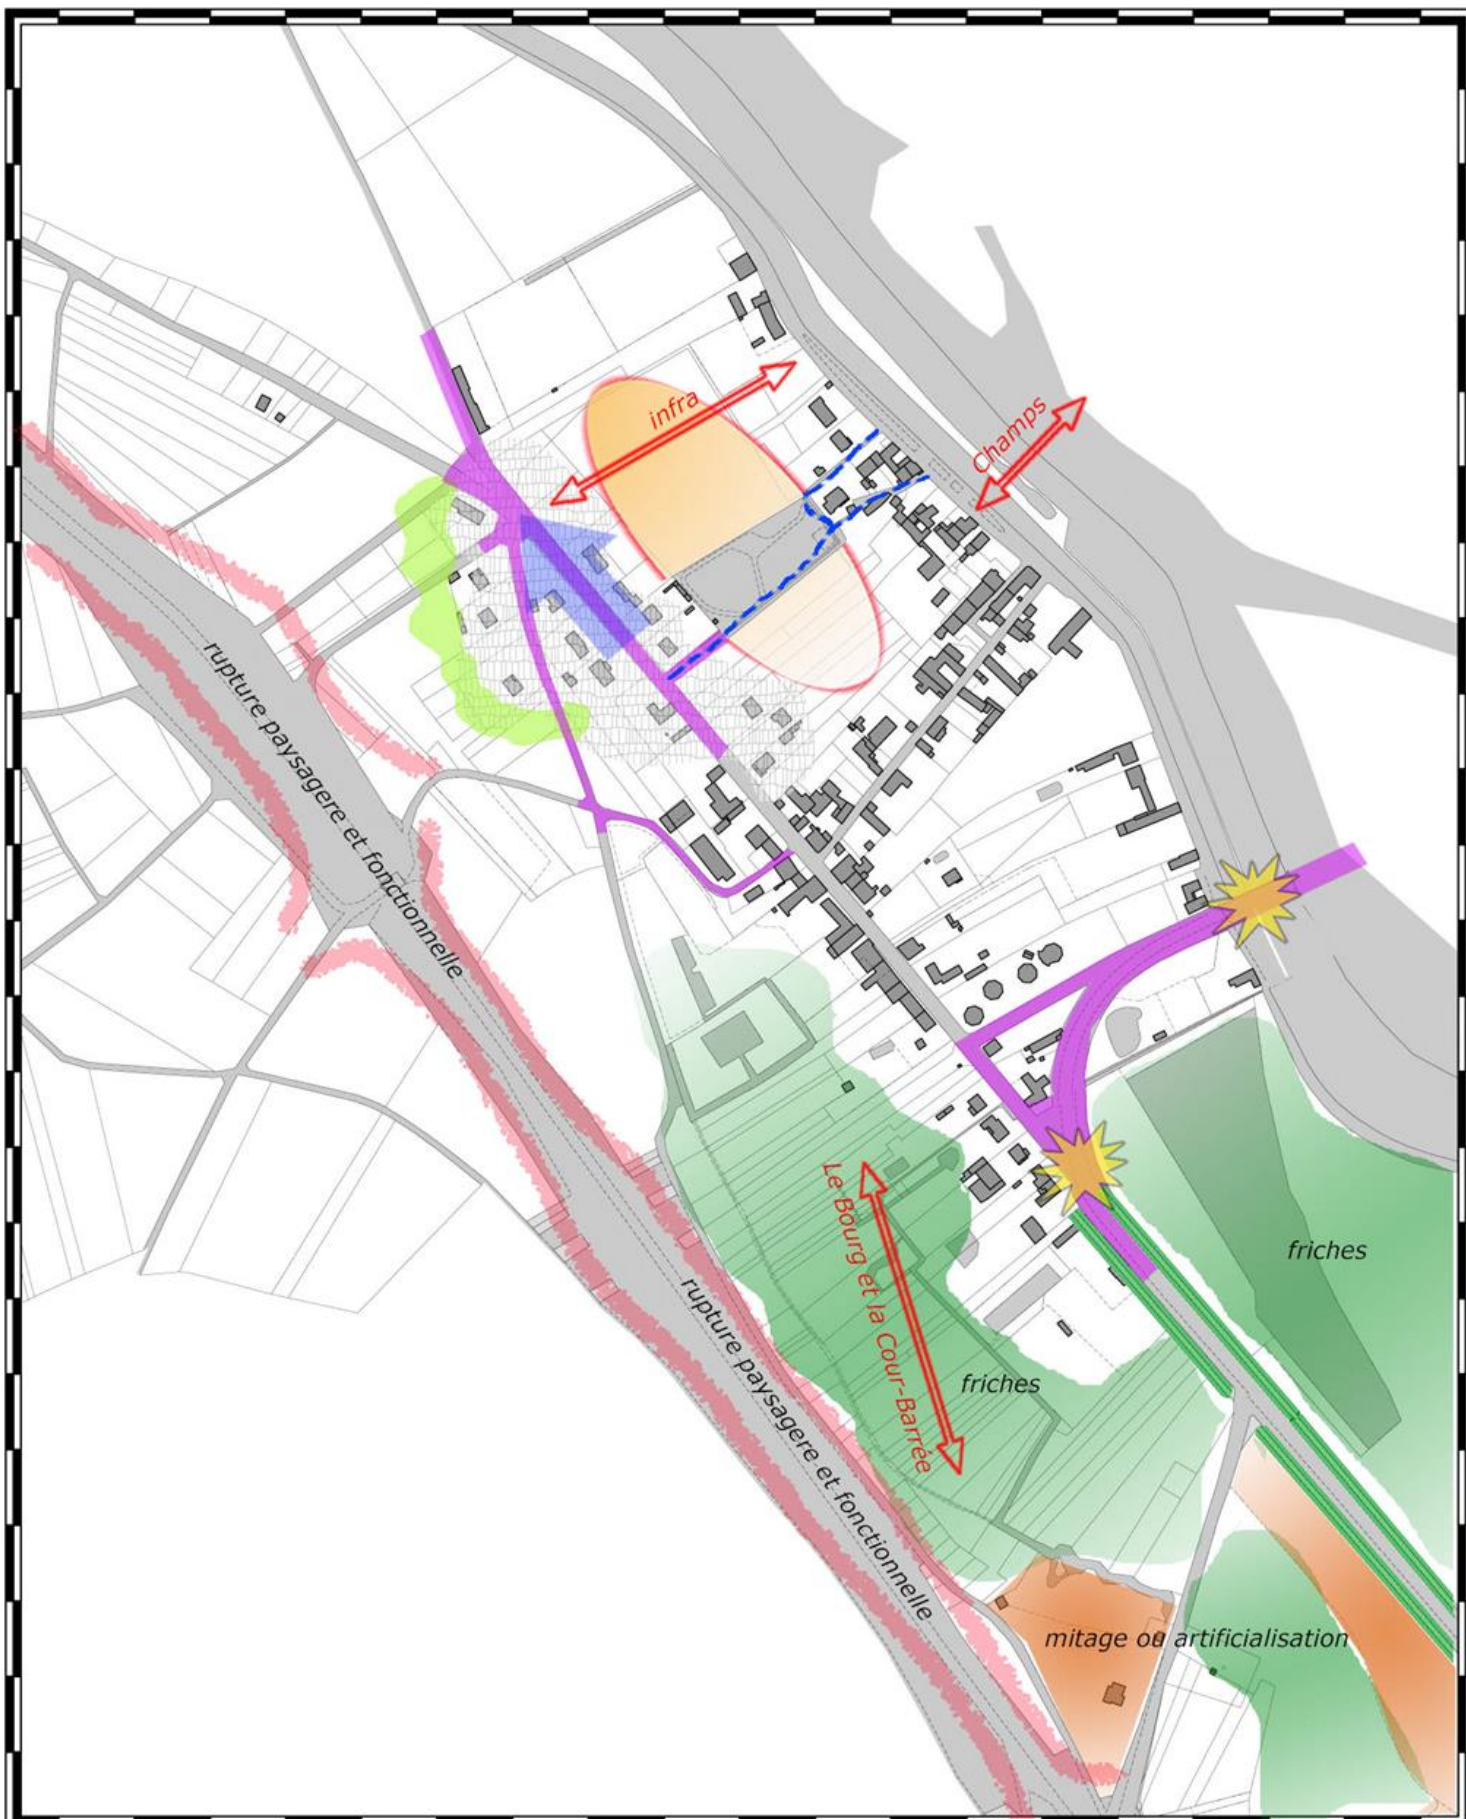 infra
Champs
rupture paysagere et fonctionnelle
Le Bourg et la Cour-Barrée
friches
rupture paysagere et fonctionnelle
friches
mitage ou artificialisation